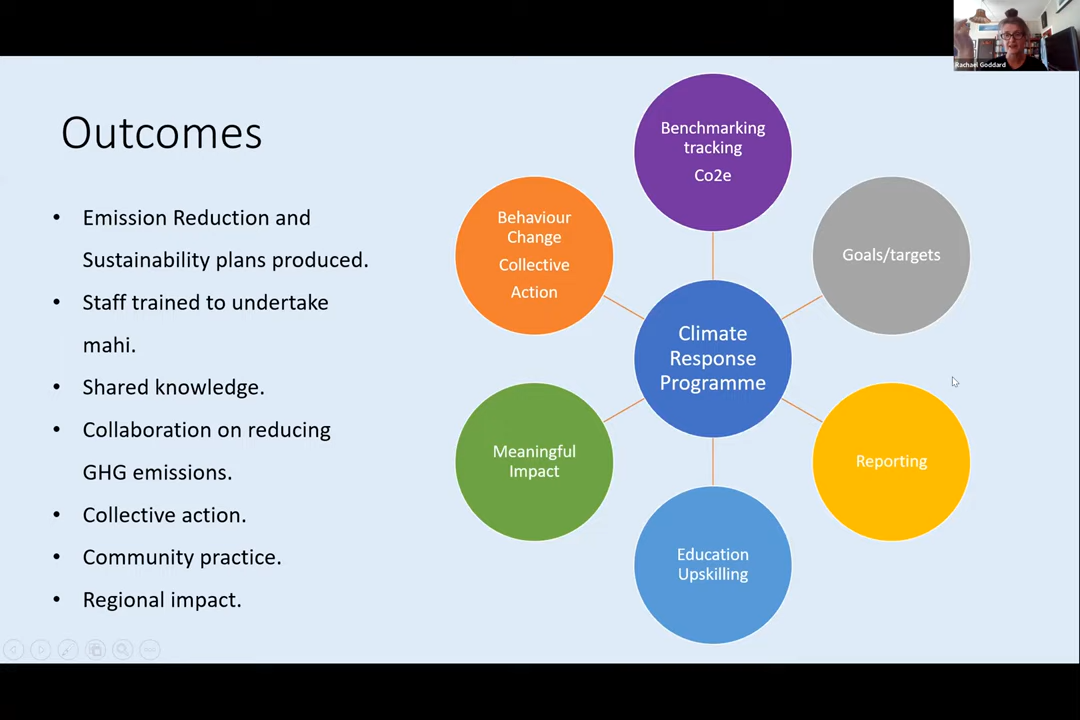 Rachael Goddard
Outcomes
• Emission Reduction and
Sustainability plans produced.
• Staff trained to undertake
mahi.
• Shared knowledge.
• Collaboration on reducing
GHG emissions.
• Collective action.
• Community practice.
• Regional impact.
Benchmarking
tracking
Co2e
Goals/targets
Reporting
Education
Upskilling
Meaningful
Impact
Behaviour
Change
Collective
Action
Climate
Response
Programme